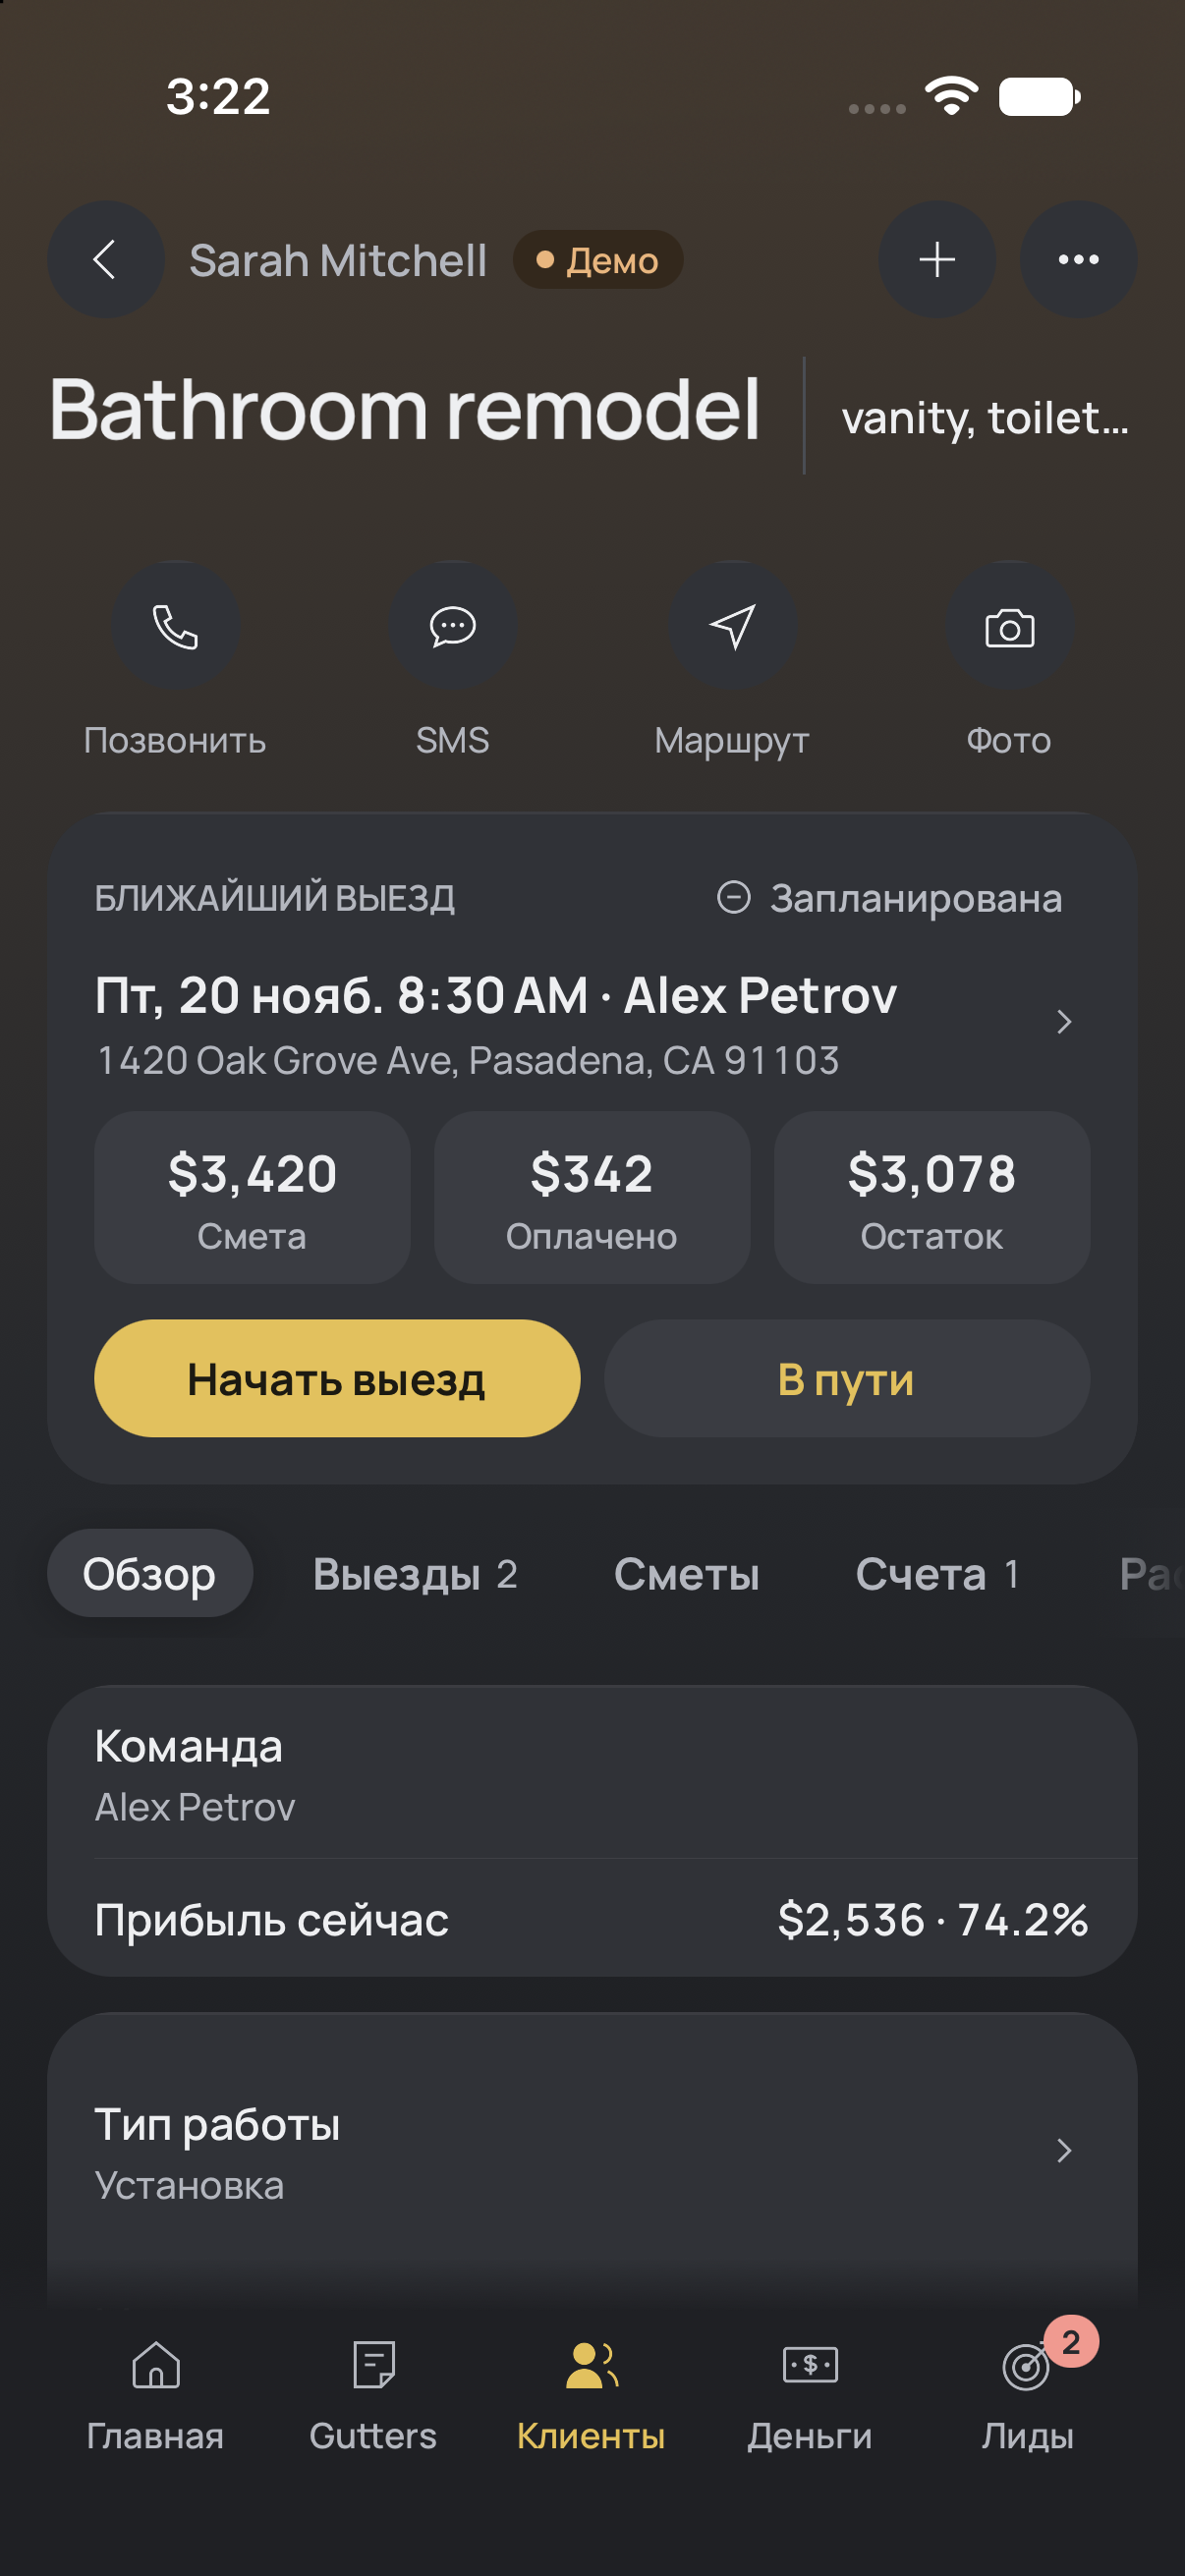 3:22
Sarah Mitchell
Демо
Bathroom remodel
vanity, toilet...
Позвонить
SMS
Маршрут
Фото
БЛИЖАЙШИЙ ВЫЕЗД
Запланирована
Пт, 20 нояб. 8:30 AM · Alex Petrov
1420 Oak Grove Ave, Pasadena, CA 91103
$3,420
Смета
$342
Оплачено
$3,078
Остаток
Начать выезд
В пути
Обзор
Выезды 2
Сметы
Счета 1
Команда
Alex Petrov
Прибыль сейчас
$2,536 · 74.2%
Тип работы
Установка
2
Главная
Gutters
Клиенты
Деньги
Лиды